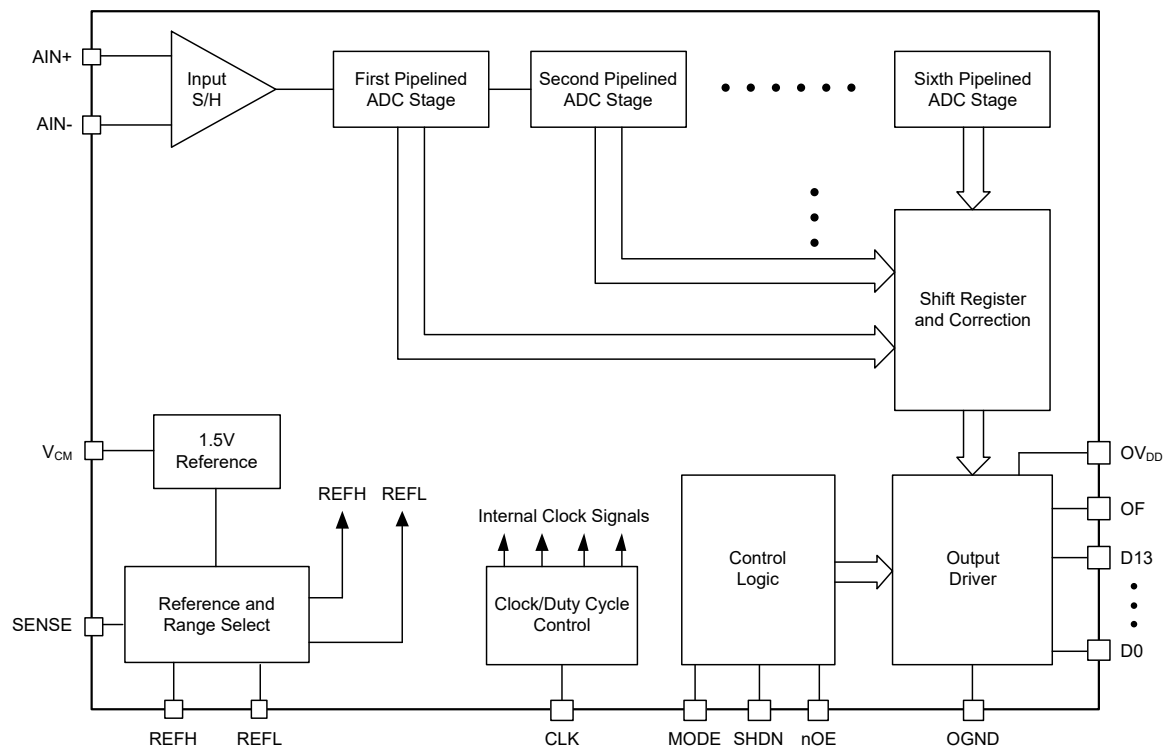 AIN+
AIN-
Input
S/H
First Pipelined
ADC Stage
Second Pipelined
ADC Stage
Sixth Pipelined
ADC Stage
Shift Register
and Correction
VCM
1.5V
Reference
REFH
REFL
Internal Clock Signals
SENSE
Reference and
Range Select
Clock/Duty Cycle
Control
Control
Logic
Output
Driver
OVDD
OF
D13
D0
REFH
REFL
CLK
MODE
SHDN
nOE
OGND